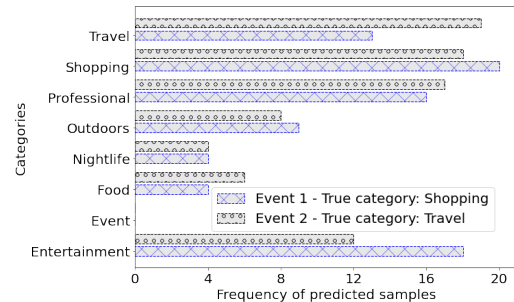 Travel
Shopping
Professional
Outdoors
Nightlife
Food
Event
Entertainment
Categories
Event 1 - True category: Shopping
Event 2 - True category: Travel
0 4 8 12 16 20
Frequency of predicted samples